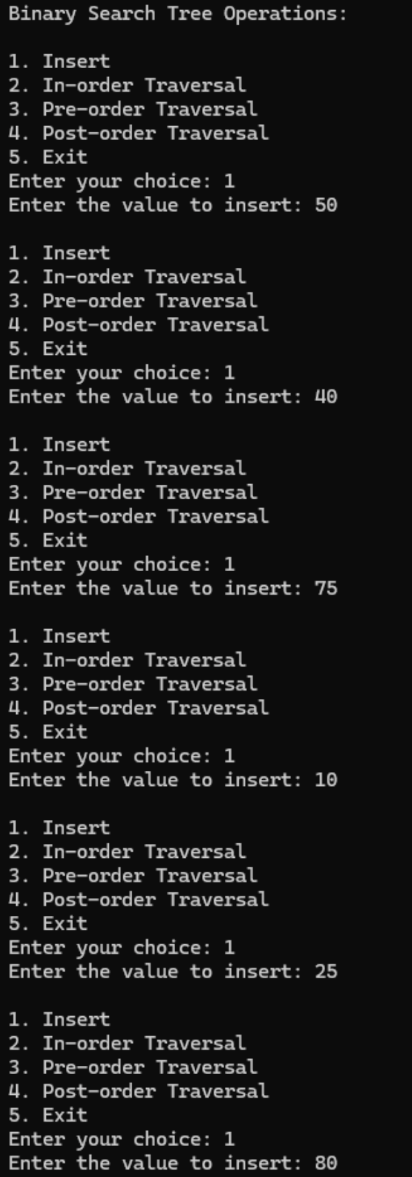 Binary Search Tree Operations:
1. Insert
2. In-order Traversal
3. Pre-order Traversal
4. Post-order Traversal
5. Exit
Enter your choice: 1
Enter the value to insert: 50
1. Insert
2. In-order Traversal
3. Pre-order Traversal
4. Post-order Traversal
5. Exit
Enter your choice: 1
Enter the value to insert: 40
1. Insert
2. In-order Traversal
3. Pre-order Traversal
4. Post-order Traversal
5. Exit
Enter your choice: 1
Enter the value to insert: 75
1. Insert
2. In-order Traversal
3. Pre-order Traversal
4. Post-order Traversal
5. Exit
Enter your choice: 1
Enter the value to insert: 10
1. Insert
2. In-order Traversal
3. Pre-order Traversal
4. Post-order Traversal
5. Exit
Enter your choice: 1
Enter the value to insert: 25
1. Insert
2. In-order Traversal
3. Pre-order Traversal
4. Post-order Traversal
5. Exit
Enter your choice: 1
Enter the value to insert: 80